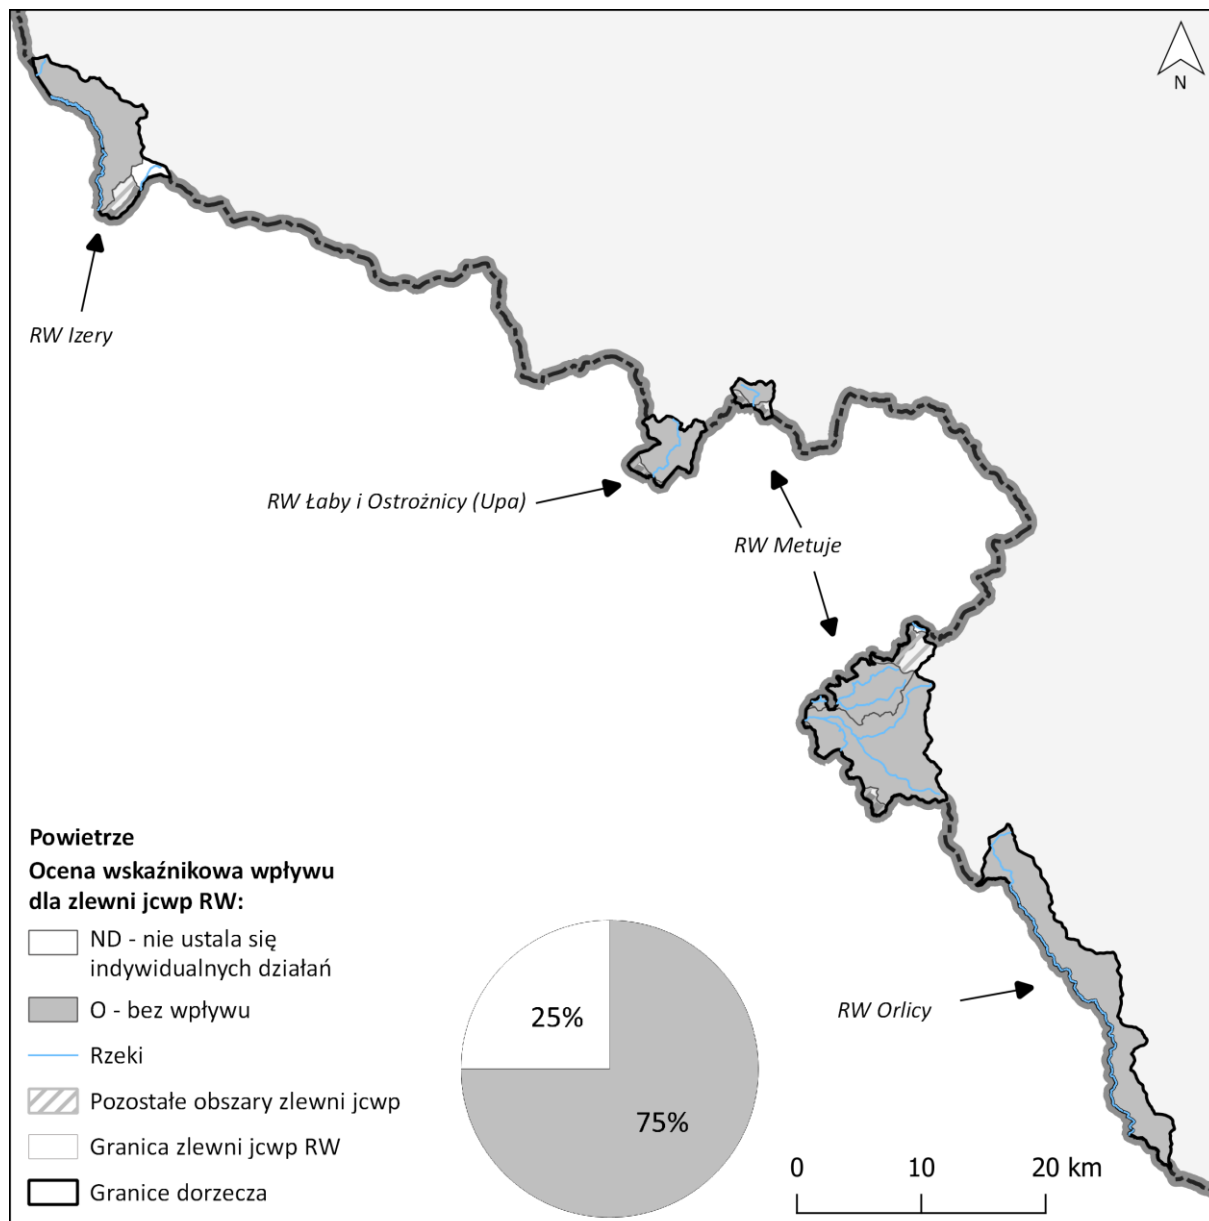 N
RW Izery
RW Łaby i Ostrożnicy (Upa)
RW Metuje
RW Orlicy
Powietrze
Ocena wskaźnikowa wpływu
dla zlewni jcwp RW:
ND - nie ustala się
indywidualnych działań
O - bez wpływu
Rzeki
Pozostałe obszary zlewni jcwp
Granica zlewni jcwp RW
Granice dorzecza
25%
75%
0 10 20 km